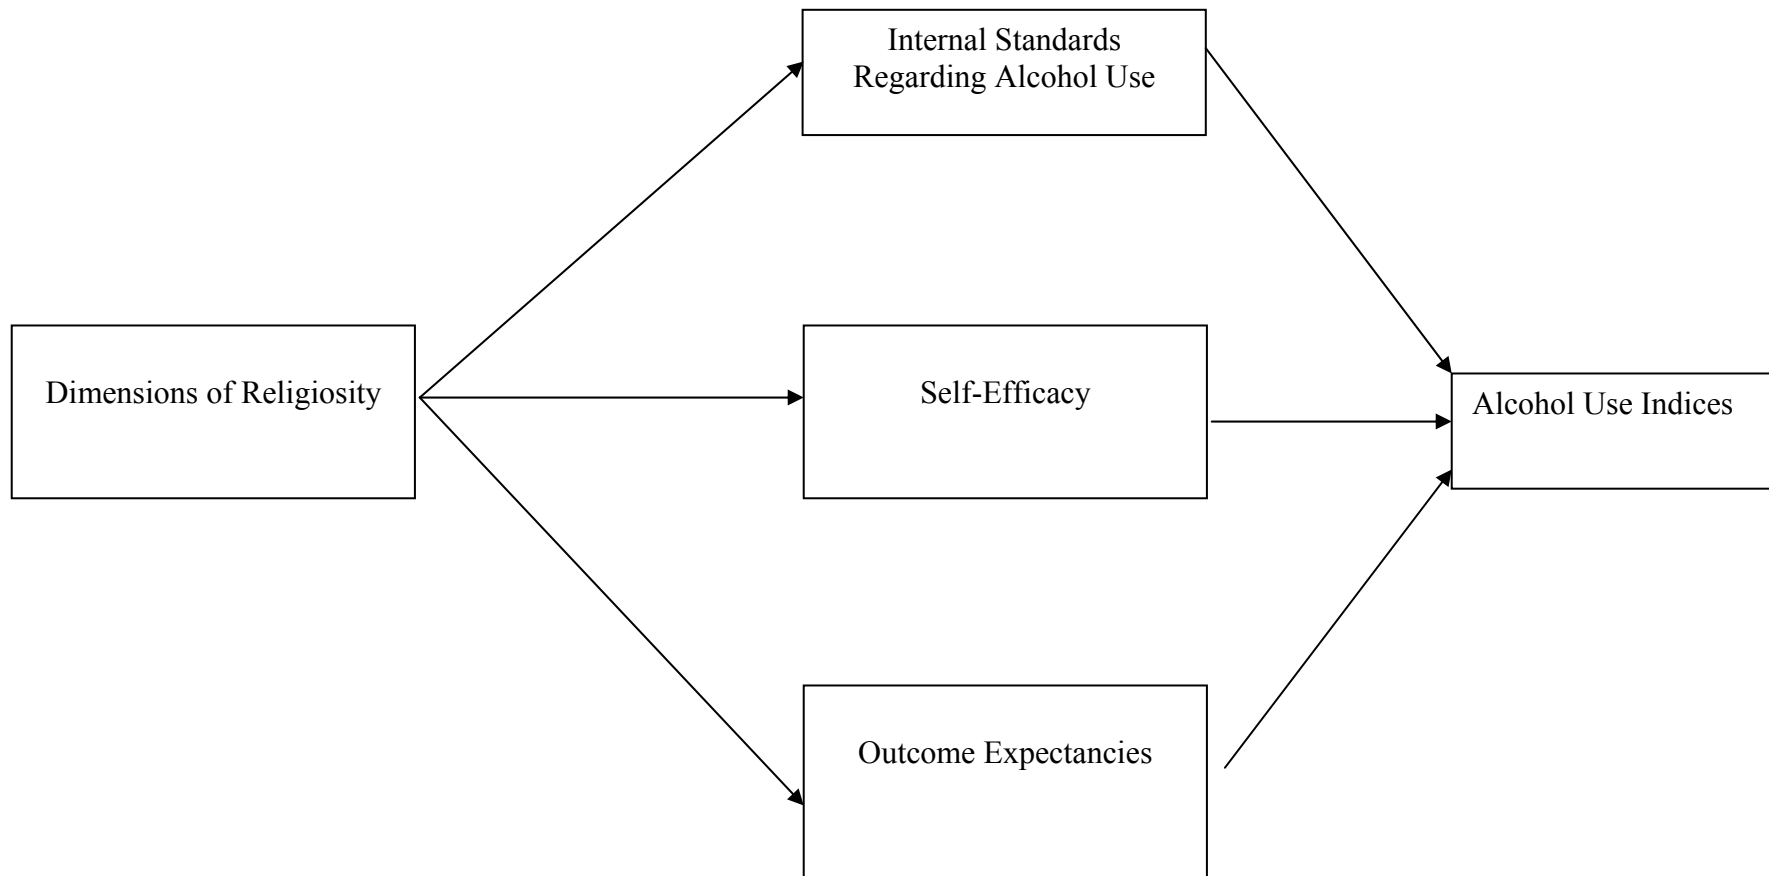 Internal Standards
Regarding Alcohol Use
Dimensions of Religiosity
Self-Efficacy
Alcohol Use Indices
Outcome Expectancies